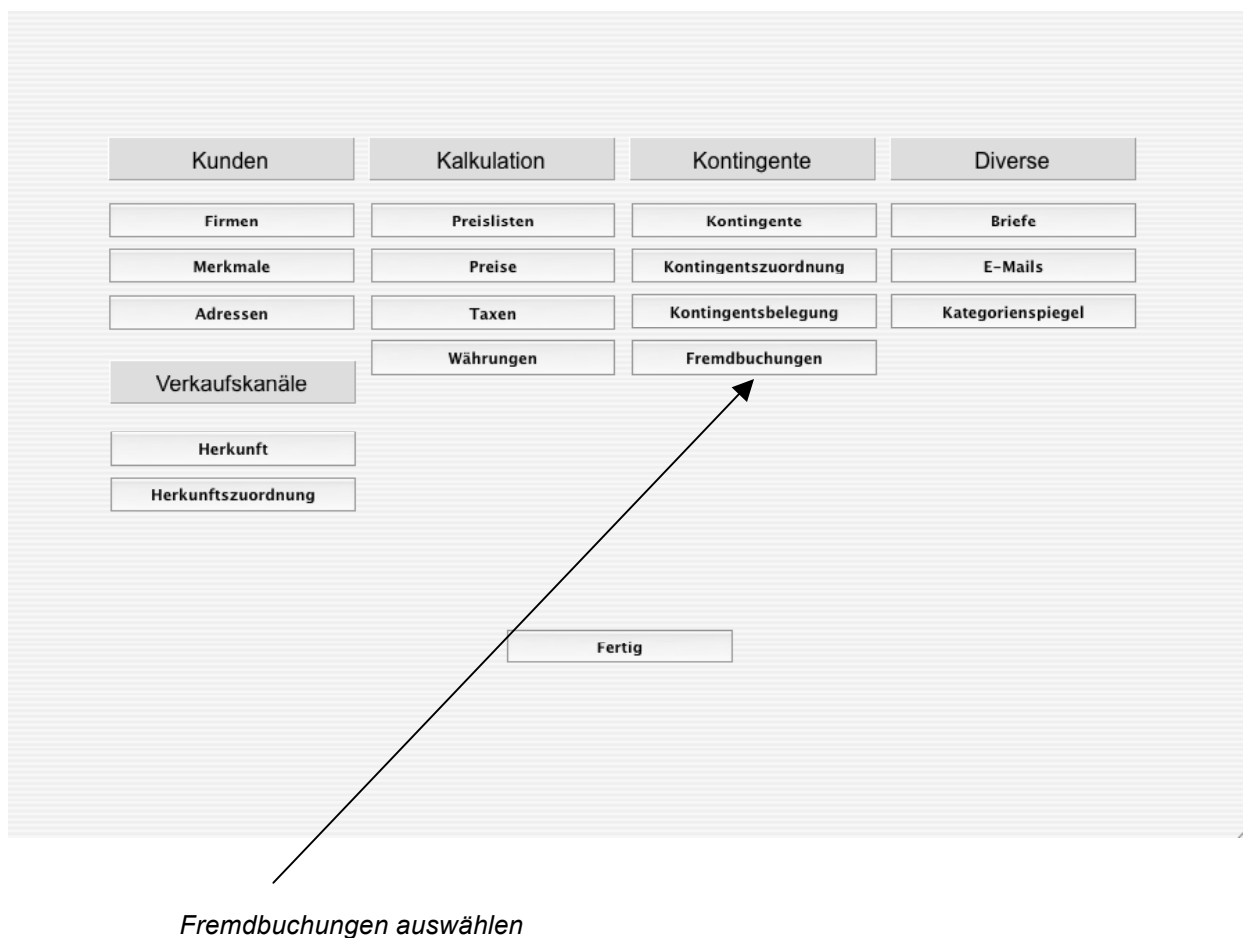 Kunden Kalkulation Kontingente Diverse
Firmen Preislisten Kontingente Briefe
Merkmale Preise Kontingentszuordnung E-Mails
Adressen Taxen Kontingentsbelegung Kategorienspiegel
Währungen Fremdbuchungen
Verkaufskanäle
Herkunft
Herkunftszuordnung
Fertig
Fremdbuchungen auswählen